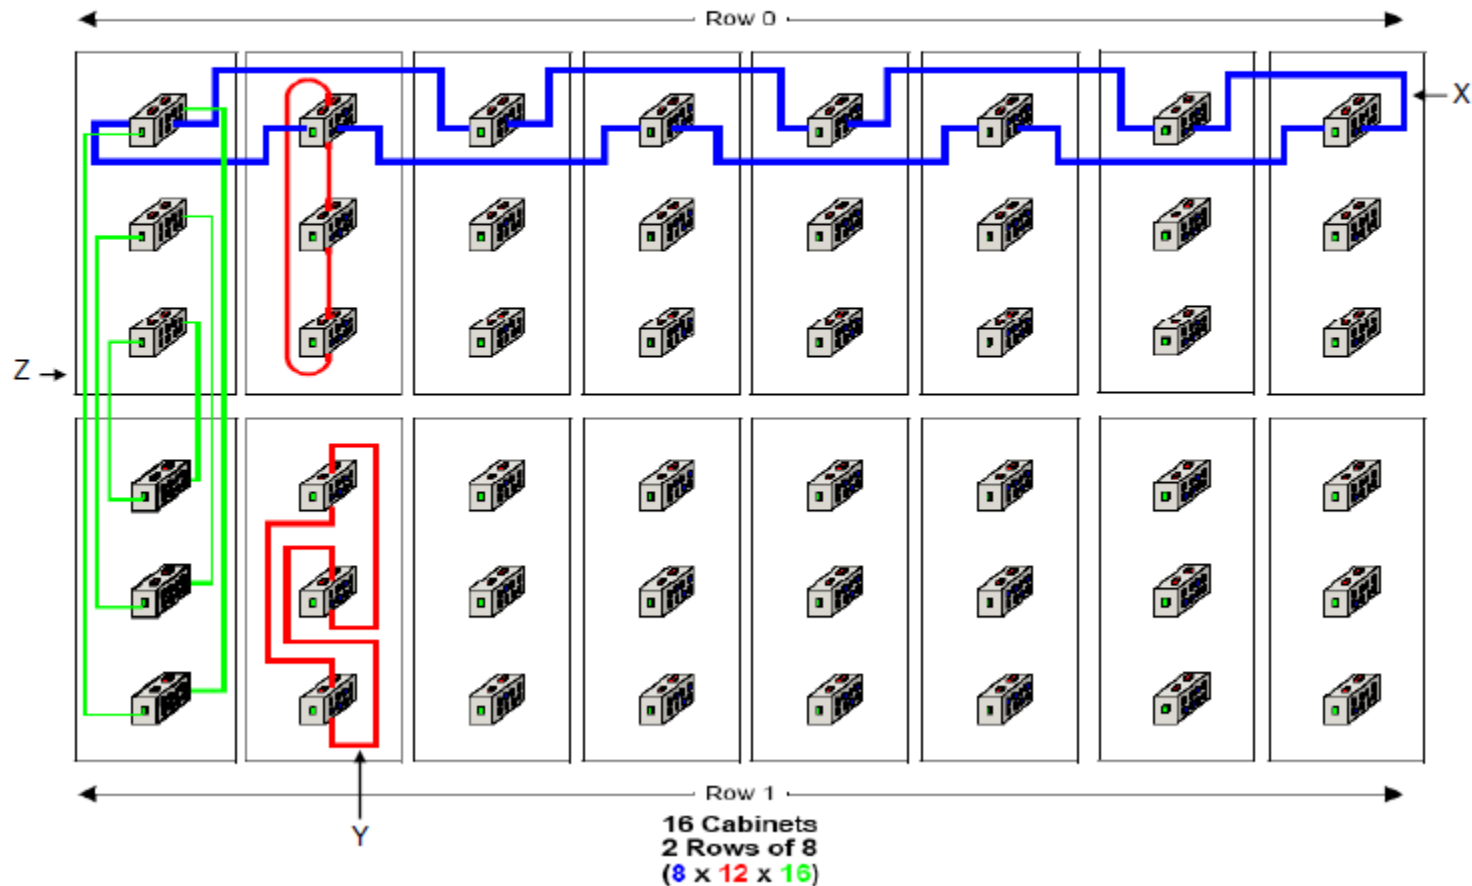 Row 0
X
Z
Row 1
Y
16 Cabinets
2 Rows of 8
(8 x 12 x 16)